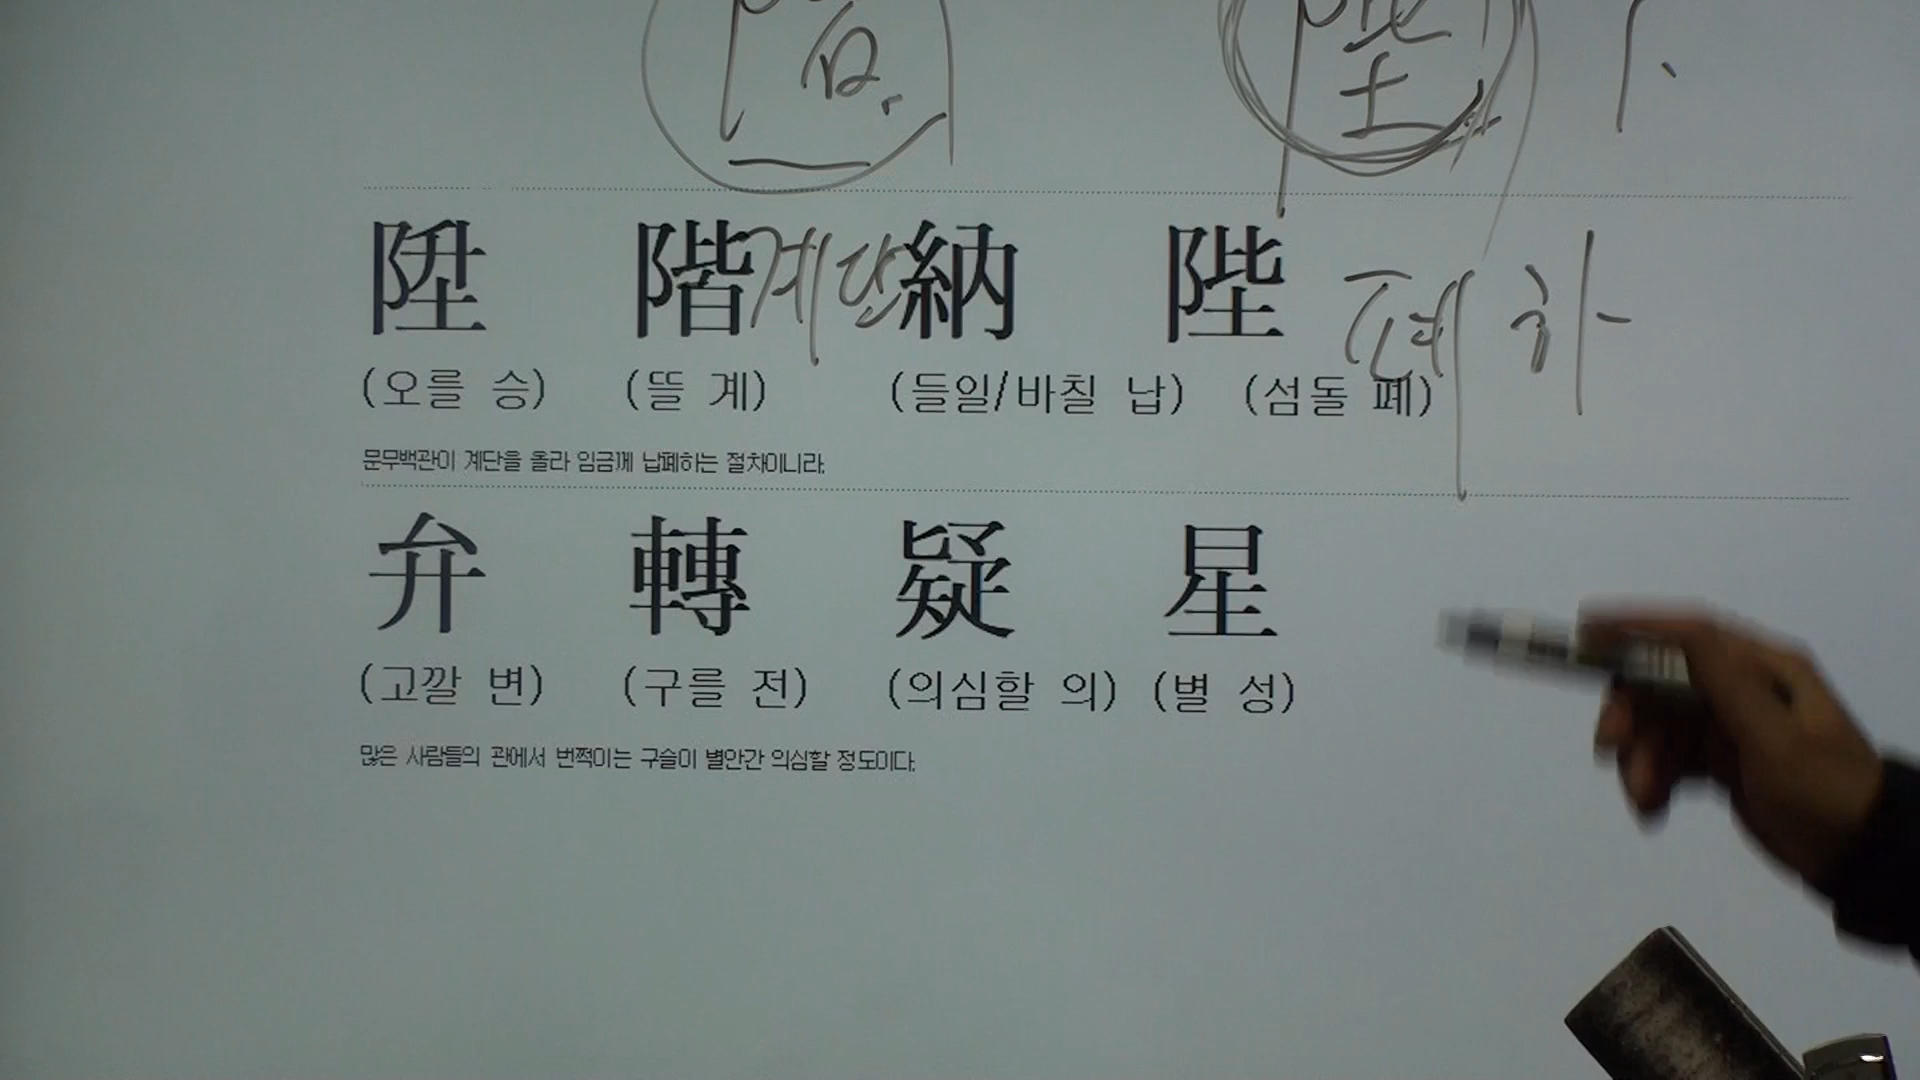 陞 階 계단 納 陛 폐하
(오를 승) (뜰 계) (들일/바칠 납) (섬돌 폐)
문무백관이 계단을 올라 임금께 납폐하는 절차이니라.
弁 轉 疑 星
(고깔 변) (구를 전) (의심할 의) (별 성)
많은 사람들의 관에서 번쩍이는 구슬이 별안간 의심할 정도이다.